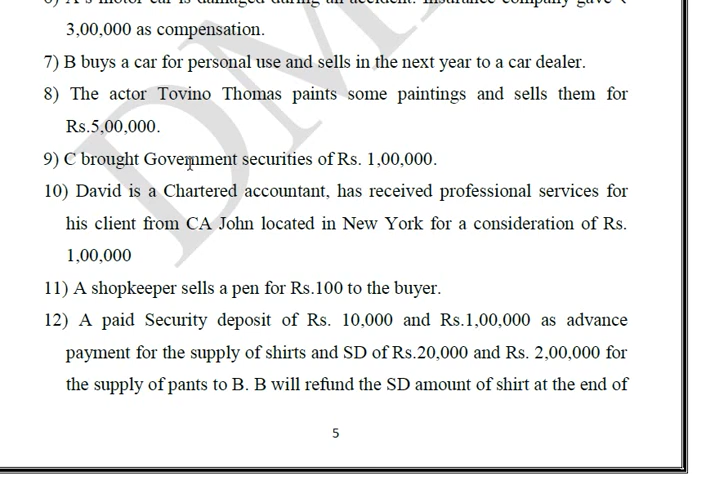 3,00,000 as compensation.
7) B buys a car for personal use and sells in the next year to a car dealer.
8) The actor Tovino Thomas paints some paintings and sells them for
Rs.5,00,000.
9) C brought Government securities of Rs. 1,00,000.
10) David is a Chartered accountant, has received professional services for
his client from CA John located in New York for a consideration of Rs.
1,00,000
11) A shopkeeper sells a pen for Rs.100 to the buyer.
12) A paid Security deposit of Rs. 10,000 and Rs.1,00,000 as advance
payment for the supply of shirts and SD of Rs.20,000 and Rs. 2,00,000 for
the supply of pants to B. B will refund the SD amount of shirt at the end of
5